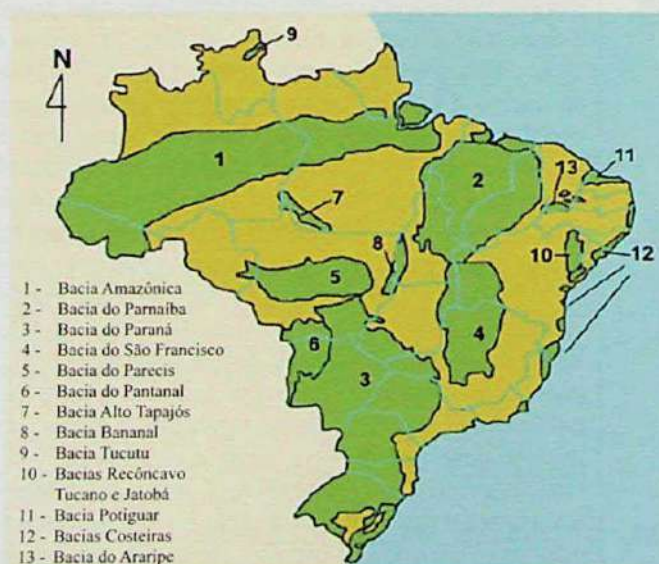 N
9
1
2
13
11
7
8
10
12
5
4
6
3
1 - Bacia Amazônica
2 - Bacia do Parnaíba
3 - Bacia do Paraná
4 - Bacia do São Francisco
5 - Bacia do Parecis
6 - Bacia do Pantanal
7 - Bacia Alto Tapajós
8 - Bacia Bananal
9 - Bacia Tucutu
10 - Bacias Recôncavo
Tucano e Jatobá
11 - Bacia Potiguar
12 - Bacias Costeiras
13 - Bacia do Araripe